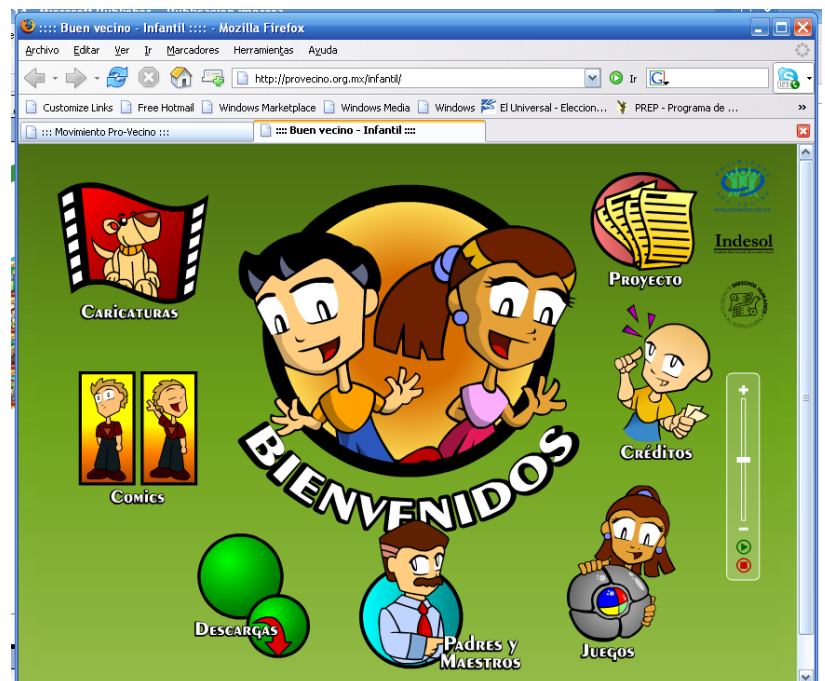 :::: Buen vecino - Infantil :::: - Mozilla Firefox
Archivo Editar Ver Ir Marcadores Herramientas Ayuda
http://provecino.org.mx/infantil/ Ir
Customize Links Free Hotmail Windows Marketplace Windows Media Windows El Universal - Eleccion... PREP - Programa de ... »
::: Movimiento Pro-Vecino ::: :::: Buen vecino - Infantil ::::
CARICATURAS
PROYECTO
Indesol
COMICS
CRÉDITOS
BIENVENIDOS
DESCARGAS
PADRES Y
MAESTROS
JUEGOS